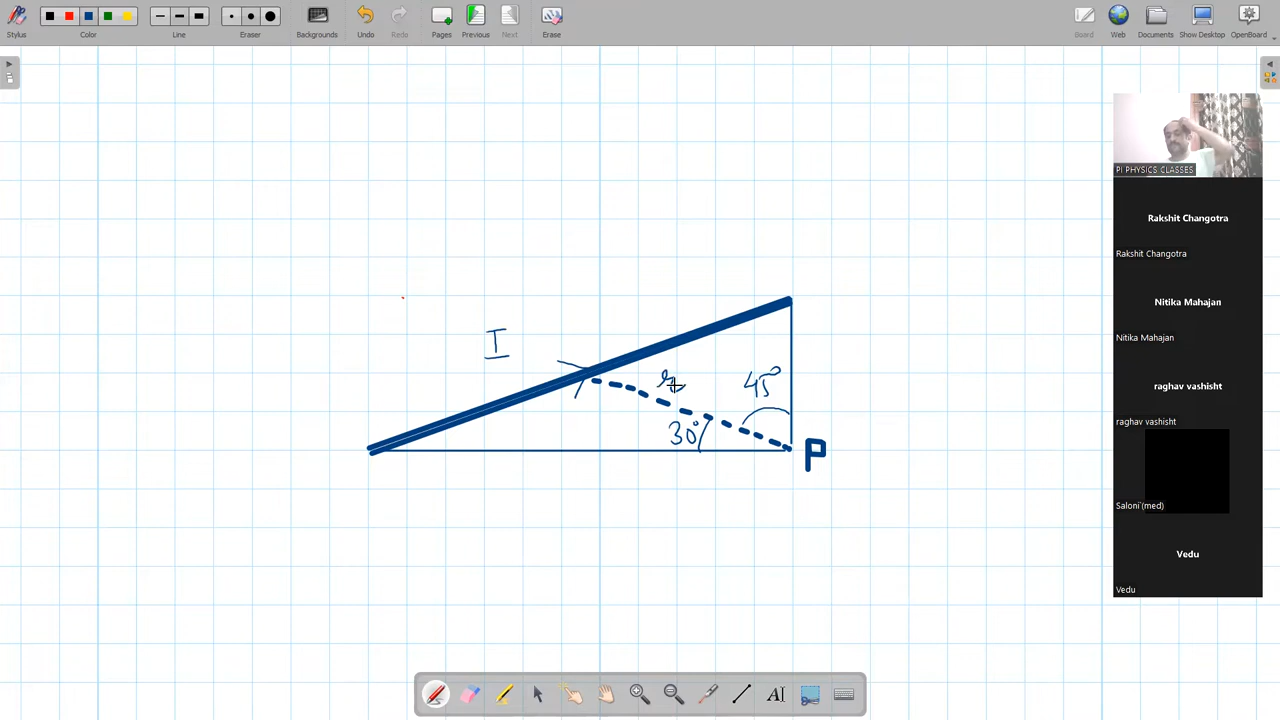 Stylus
Color
Line
Eraser
Backgrounds
Undo
Redo
Pages
Previous
Next
Erase
Board
Web
Documents
Show Desktop
OpenBoard
I
45°
30°
P
PI PHYSICS CLASSES
Rakshit Changotra
Rakshit Changotra
Nitika Mahajan
Nitika Mahajan
raghav vashisht
raghav vashisht
Saloni (med)
Vedu
Vedu